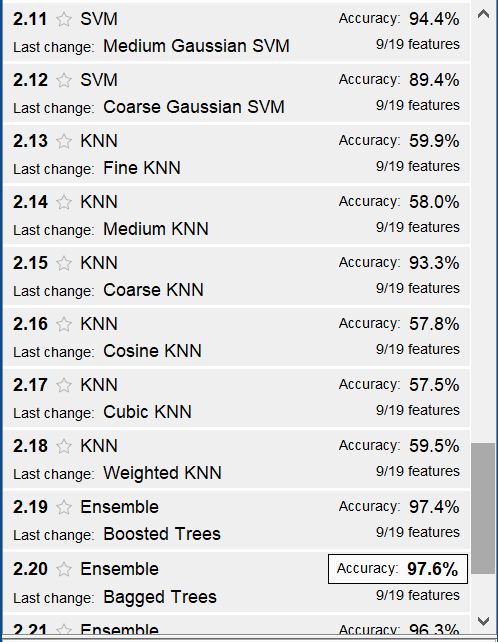 2.11 SVM Accuracy: 94.4%
Last change: Medium Gaussian SVM 9/19 features
2.12 SVM Accuracy: 89.4%
Last change: Coarse Gaussian SVM 9/19 features
2.13 KNN Accuracy: 59.9%
Last change: Fine KNN 9/19 features
2.14 KNN Accuracy: 58.0%
Last change: Medium KNN 9/19 features
2.15 KNN Accuracy: 93.3%
Last change: Coarse KNN 9/19 features
2.16 KNN Accuracy: 57.8%
Last change: Cosine KNN 9/19 features
2.17 KNN Accuracy: 57.5%
Last change: Cubic KNN 9/19 features
2.18 KNN Accuracy: 59.5%
Last change: Weighted KNN 9/19 features
2.19 Ensemble Accuracy: 97.4%
Last change: Boosted Trees 9/19 features
2.20 Ensemble Accuracy: 97.6%
Last change: Bagged Trees 9/19 features
2.21 Ensemble Accuracy: 96.3%